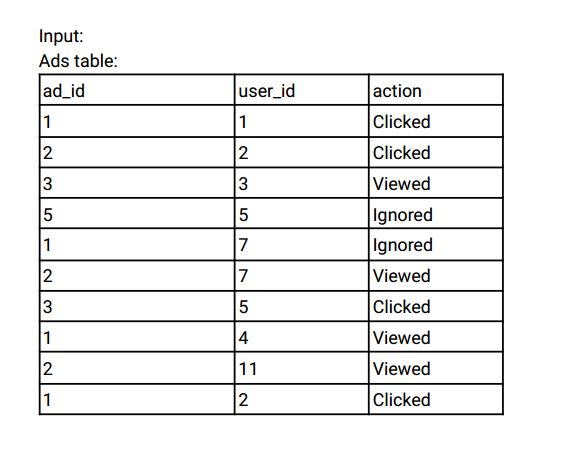 Input:
Ads table:
ad_id user_id action
1 1 Clicked
2 2 Clicked
3 3 Viewed
5 5 Ignored
1 7 Ignored
2 7 Viewed
3 5 Clicked
1 4 Viewed
2 11 Viewed
1 2 Clicked